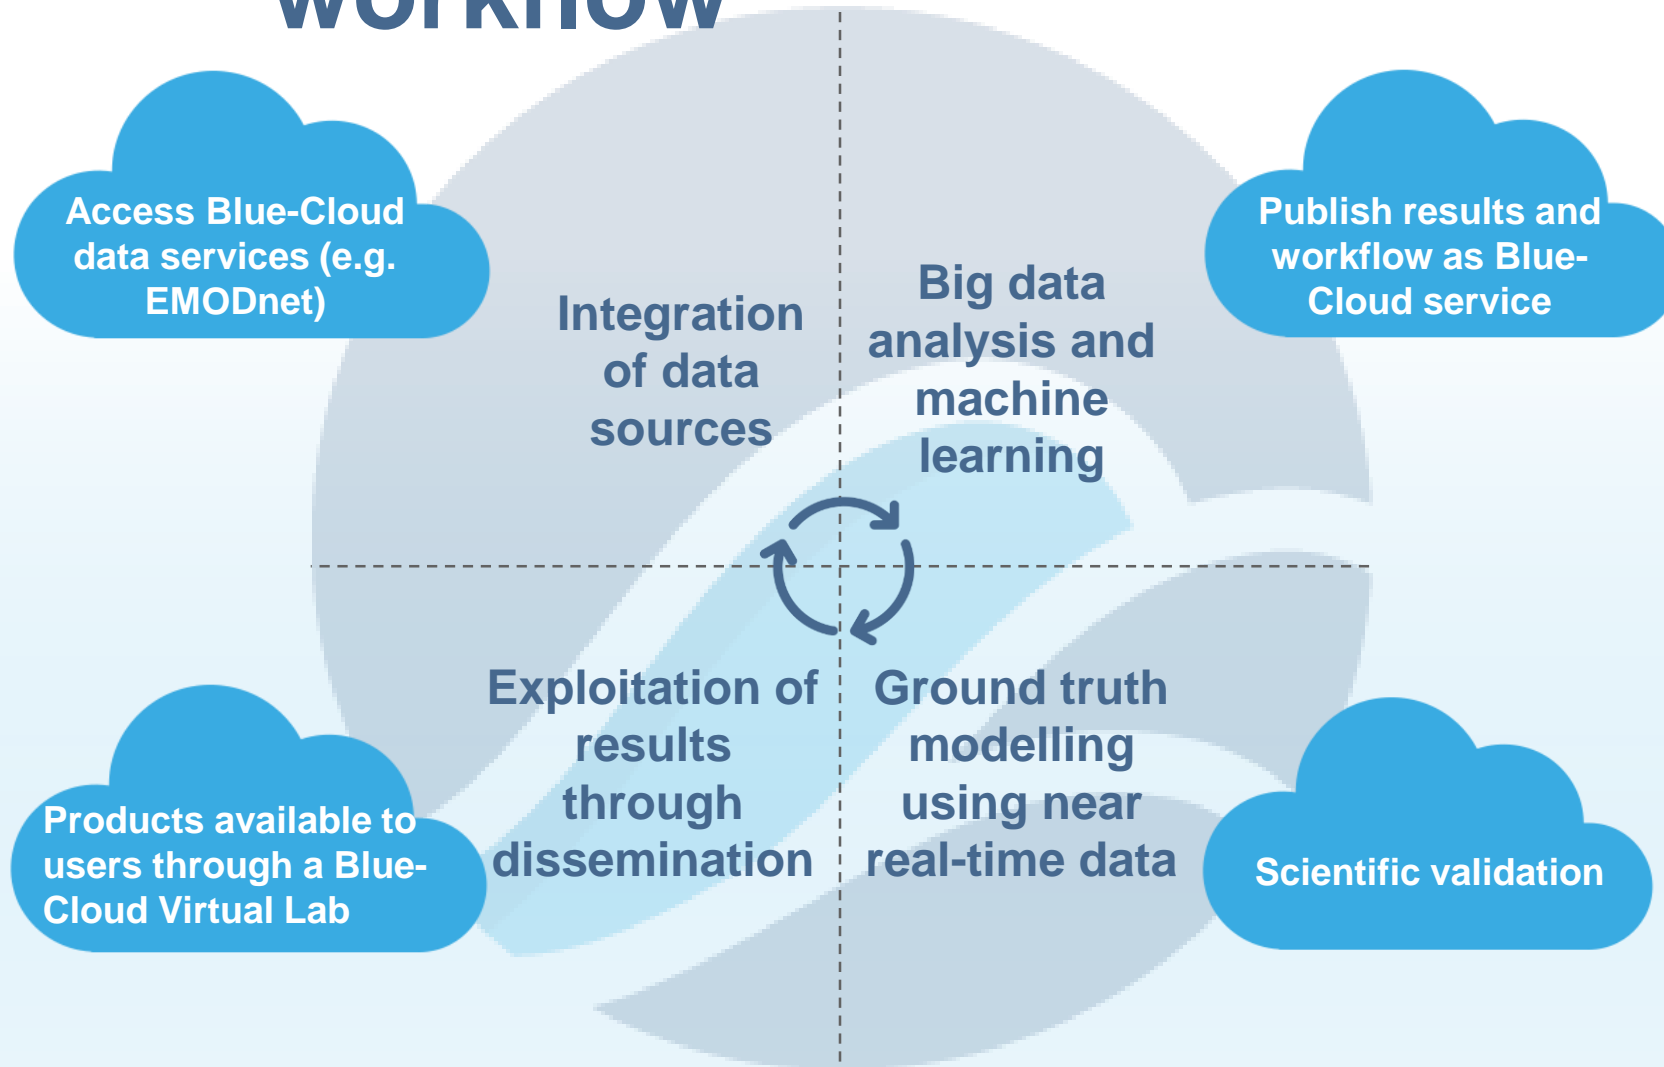 workflow
Access Blue-Cloud
data services (e.g.
EMODnet)
Integration
of data
sources
Big data
analysis and
machine
learning
Publish results and
workflow as Blue-
Cloud service
Exploitation of
results
through
dissemination
Ground truth
modelling
using near
real-time data
Products available to
users through a Blue-
Cloud Virtual Lab
Scientific validation